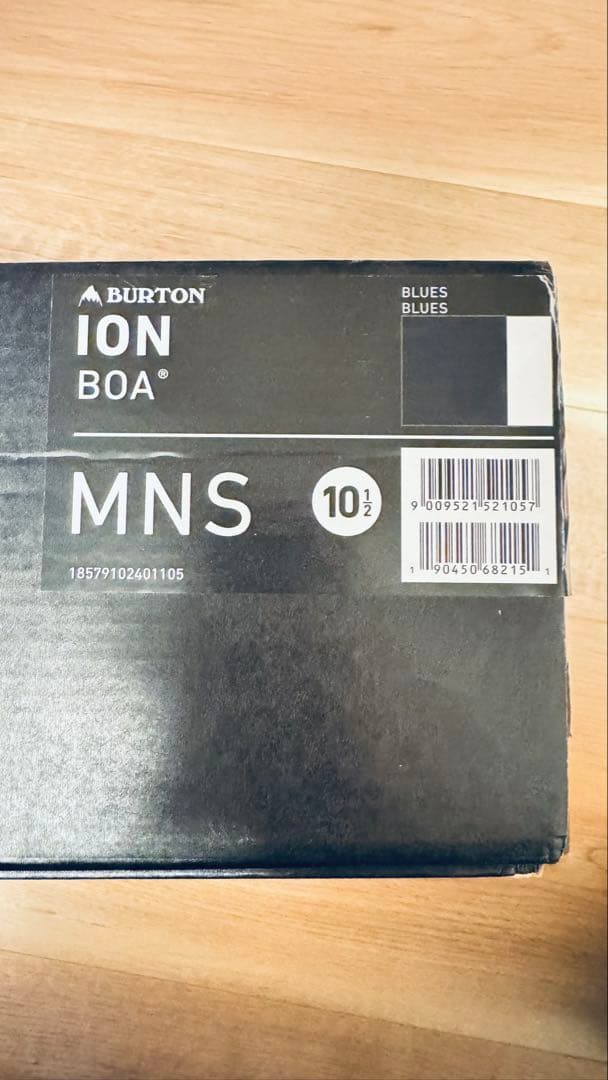 BURTON
ION
BOA®
BLUES
BLUES
MNS
10 1/2
18579102401105
9 009521 521057
1 90450 68215 1